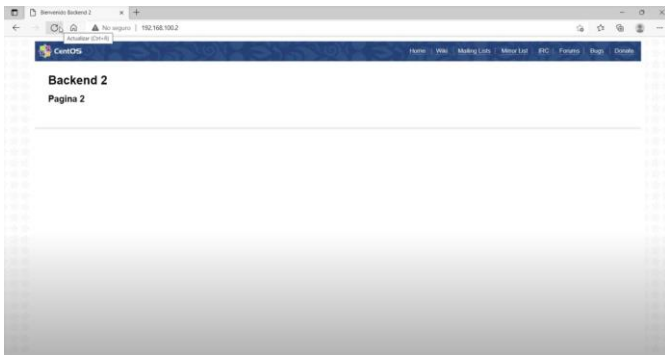 Bienvenido Backend 2
No seguro | 192.168.100.2
Actualizar (Ctrl+R)
CentOS
Home | Wiki | Mailing Lists | Mirror List | IRC | Forums | Bugs | Donate
Backend 2
Pagina 2